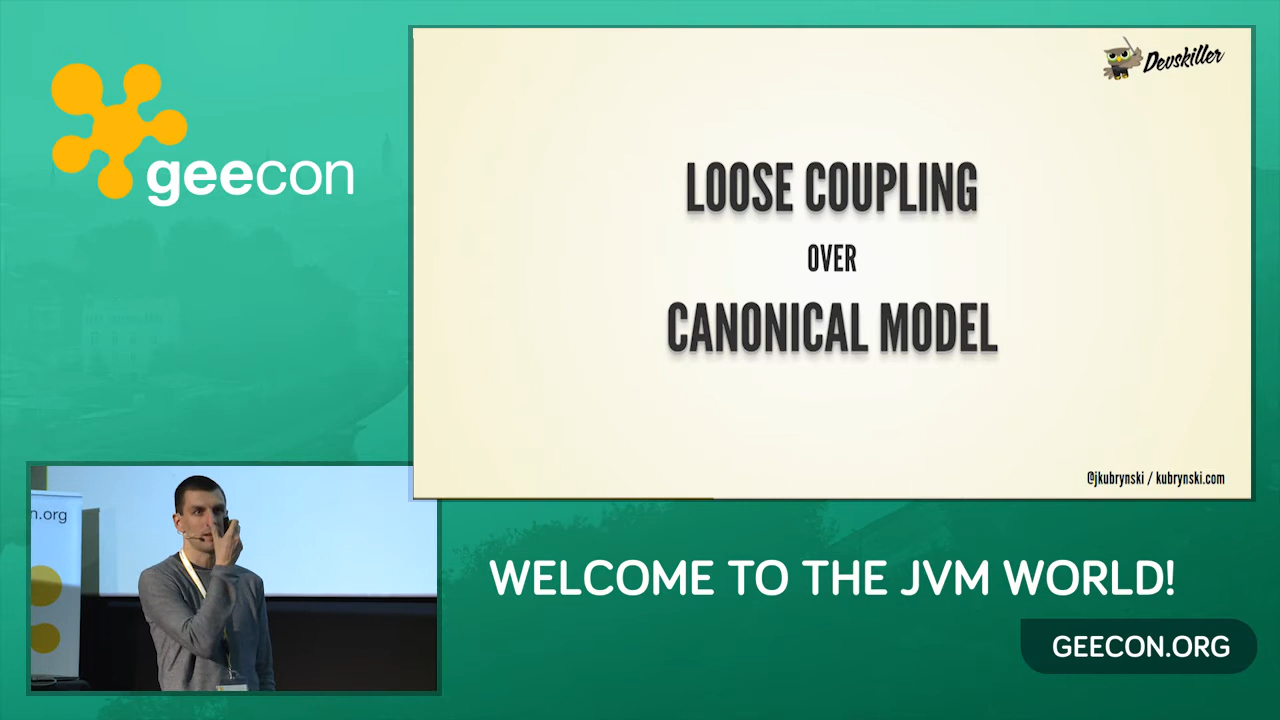 geecon
Devskiller
LOOSE COUPLING
OVER
CANONICAL MODEL
@jkubrynski / kubrynski.com
n.org
WELCOME TO THE JVM WORLD!
GEECON.ORG